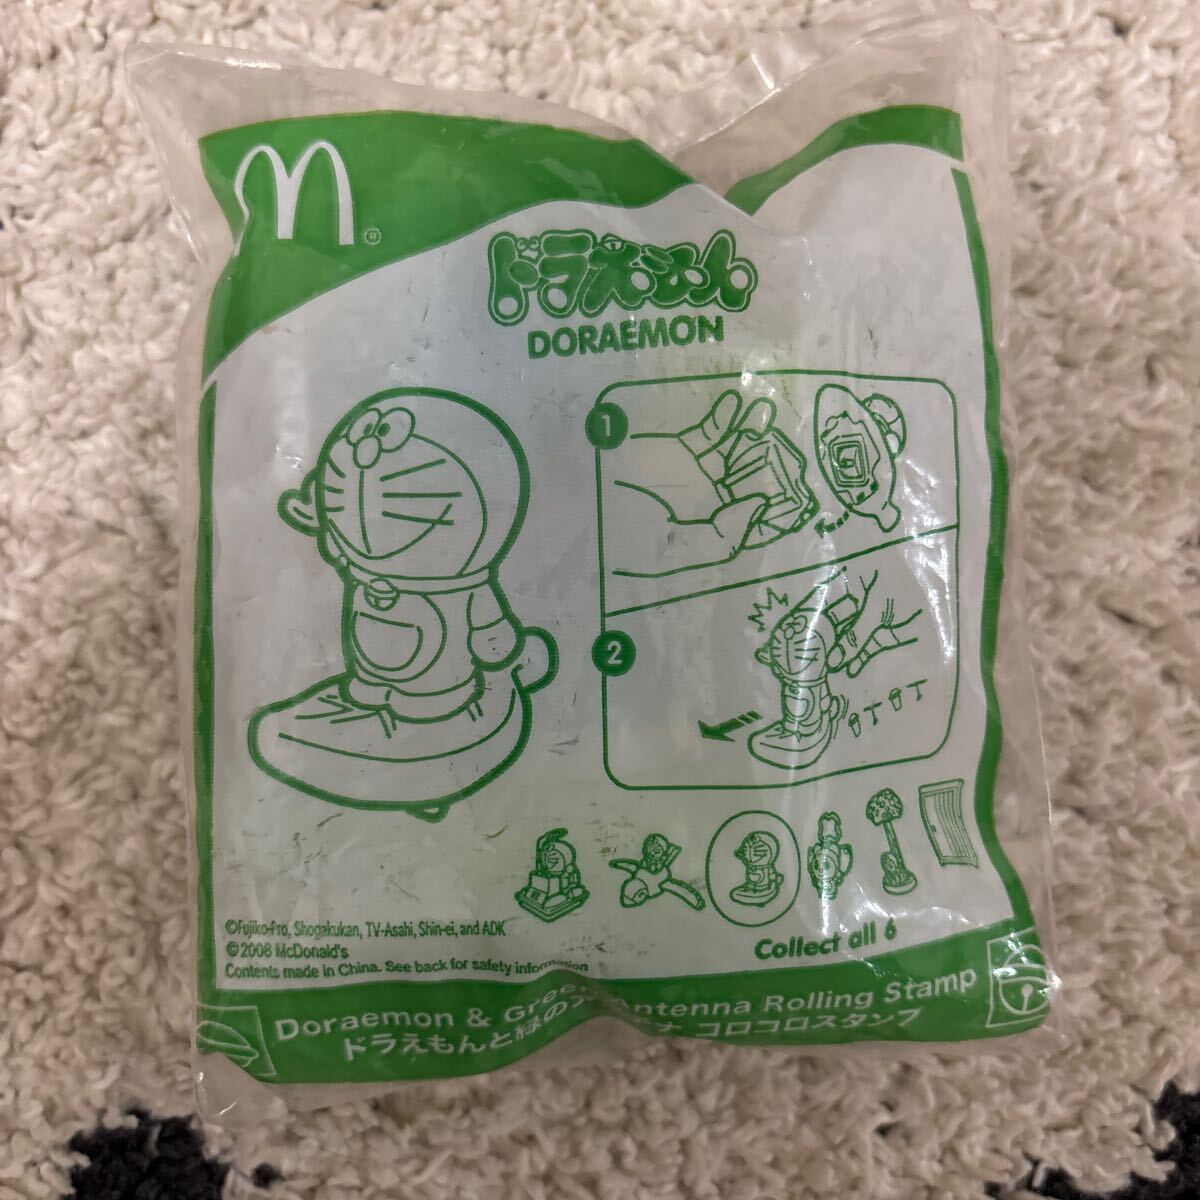 ®
ドラえもん
DORAEMON
1
2
Collect all 6
©Fujiko-Pro, Shogakukan, TV-Asahi, Shin-ei, and ADK
©2008 McDonald's
Contents made in China. See back for safety information
Doraemon & Green Antenna Rolling Stamp
ドラえもんと緑の コロコロスタンプ